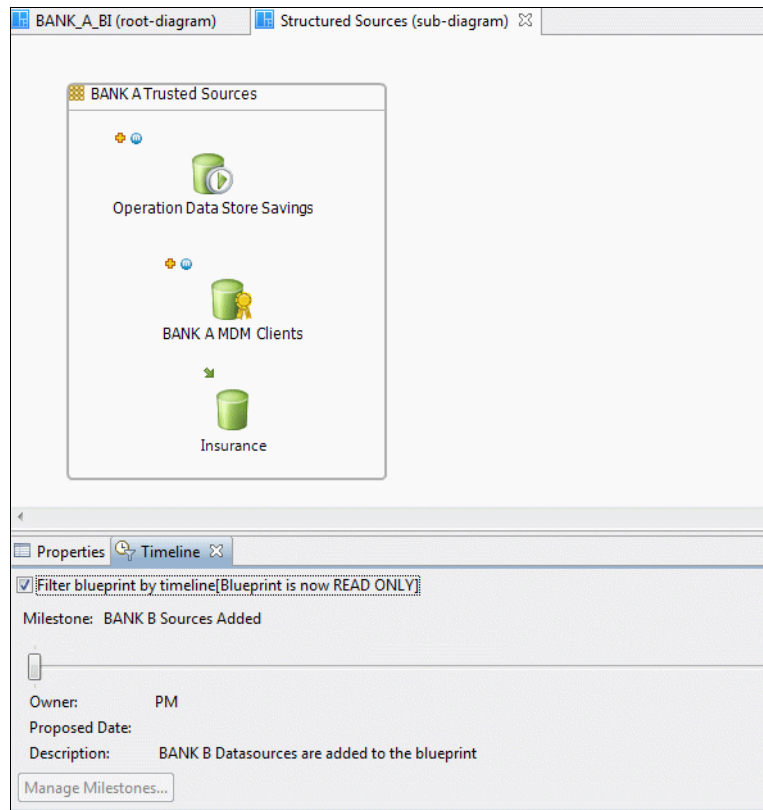 BANK_A_BI (root-diagram)
Structured Sources (sub-diagram)
BANK A Trusted Sources
Operation Data Store Savings
BANK A MDM Clients
Insurance
Properties
Timeline
Filter blueprint by timeline[Blueprint is now READ ONLY]
Milestone: BANK B Sources Added
Owner: PM
Proposed Date:
Description: BANK B Datasources are added to the blueprint
Manage Milestones...